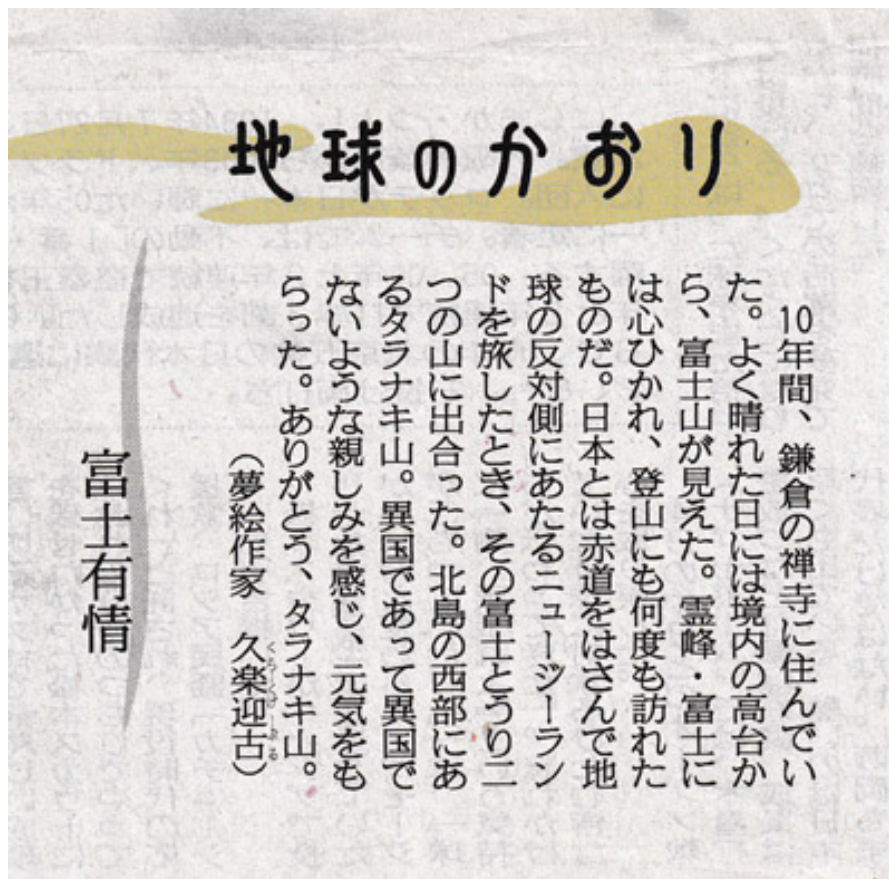 地球のかおり
10年間、鎌倉の禅寺に住んでい
た。よく晴れた日には境内の高台か
ら、富士山が見えた。霊峰・富士に
は心ひかれ、登山にも何度も訪れた
ものだ。日本とは赤道をはさんで地
球の反対側にあたるニュージーラン
ドを旅したとき、その富士とうり二
つの山に出合った。北島の西部にあ
るタラナキ山。異国であって異国で
ないような親しみを感じ、元気をも
らった。ありがとう、タラナキ山。
(夢絵作家　久楽迎古)
富士有情